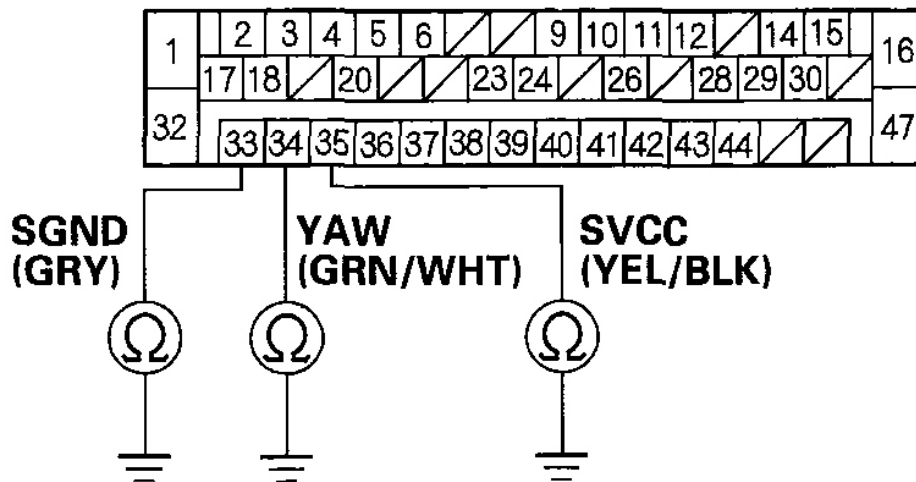 1 2 3 4 5 6 9 10 11 12 14 15 16
17 18 20 23 24 26 28 29 30
32 33 34 35 36 37 38 39 40 41 42 43 44 47
SGND YAW SVCC
(GRY) (GRN/WHT) (YEL/BLK)
Ω Ω Ω